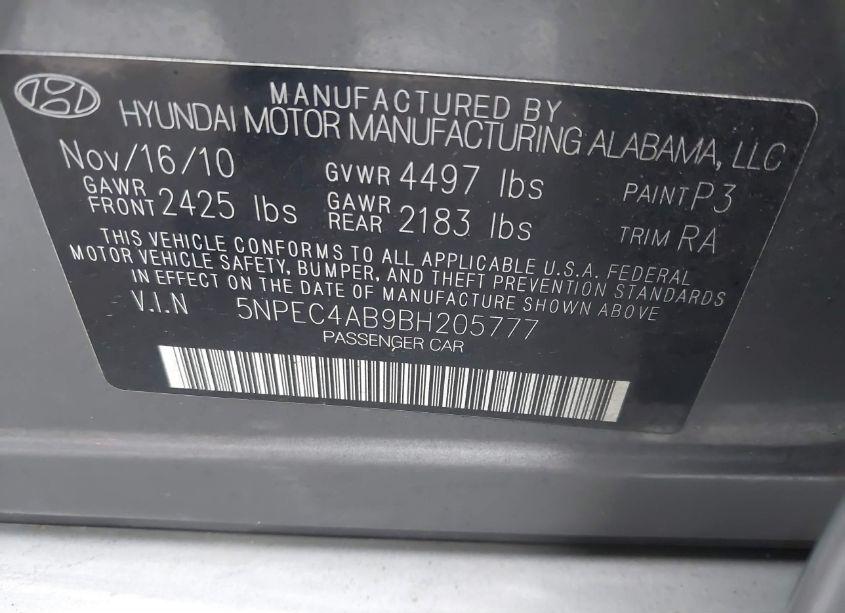 MANUFACTURED BY
HYUNDAI MOTOR MANUFACTURING ALABAMA, LLC
Nov/16/10 GVWR 4497 lbs PAINT P3
GAWR FRONT 2425 lbs GAWR REAR 2183 lbs TRIM RA
THIS VEHICLE CONFORMS TO ALL APPLICABLE U.S.A. FEDERAL
MOTOR VEHICLE SAFETY, BUMPER, AND THEFT PREVENTION STANDARDS
IN EFFECT ON THE DATE OF MANUFACTURE SHOWN ABOVE
V.I.N 5NPEC4AB9BH205777
PASSENGER CAR